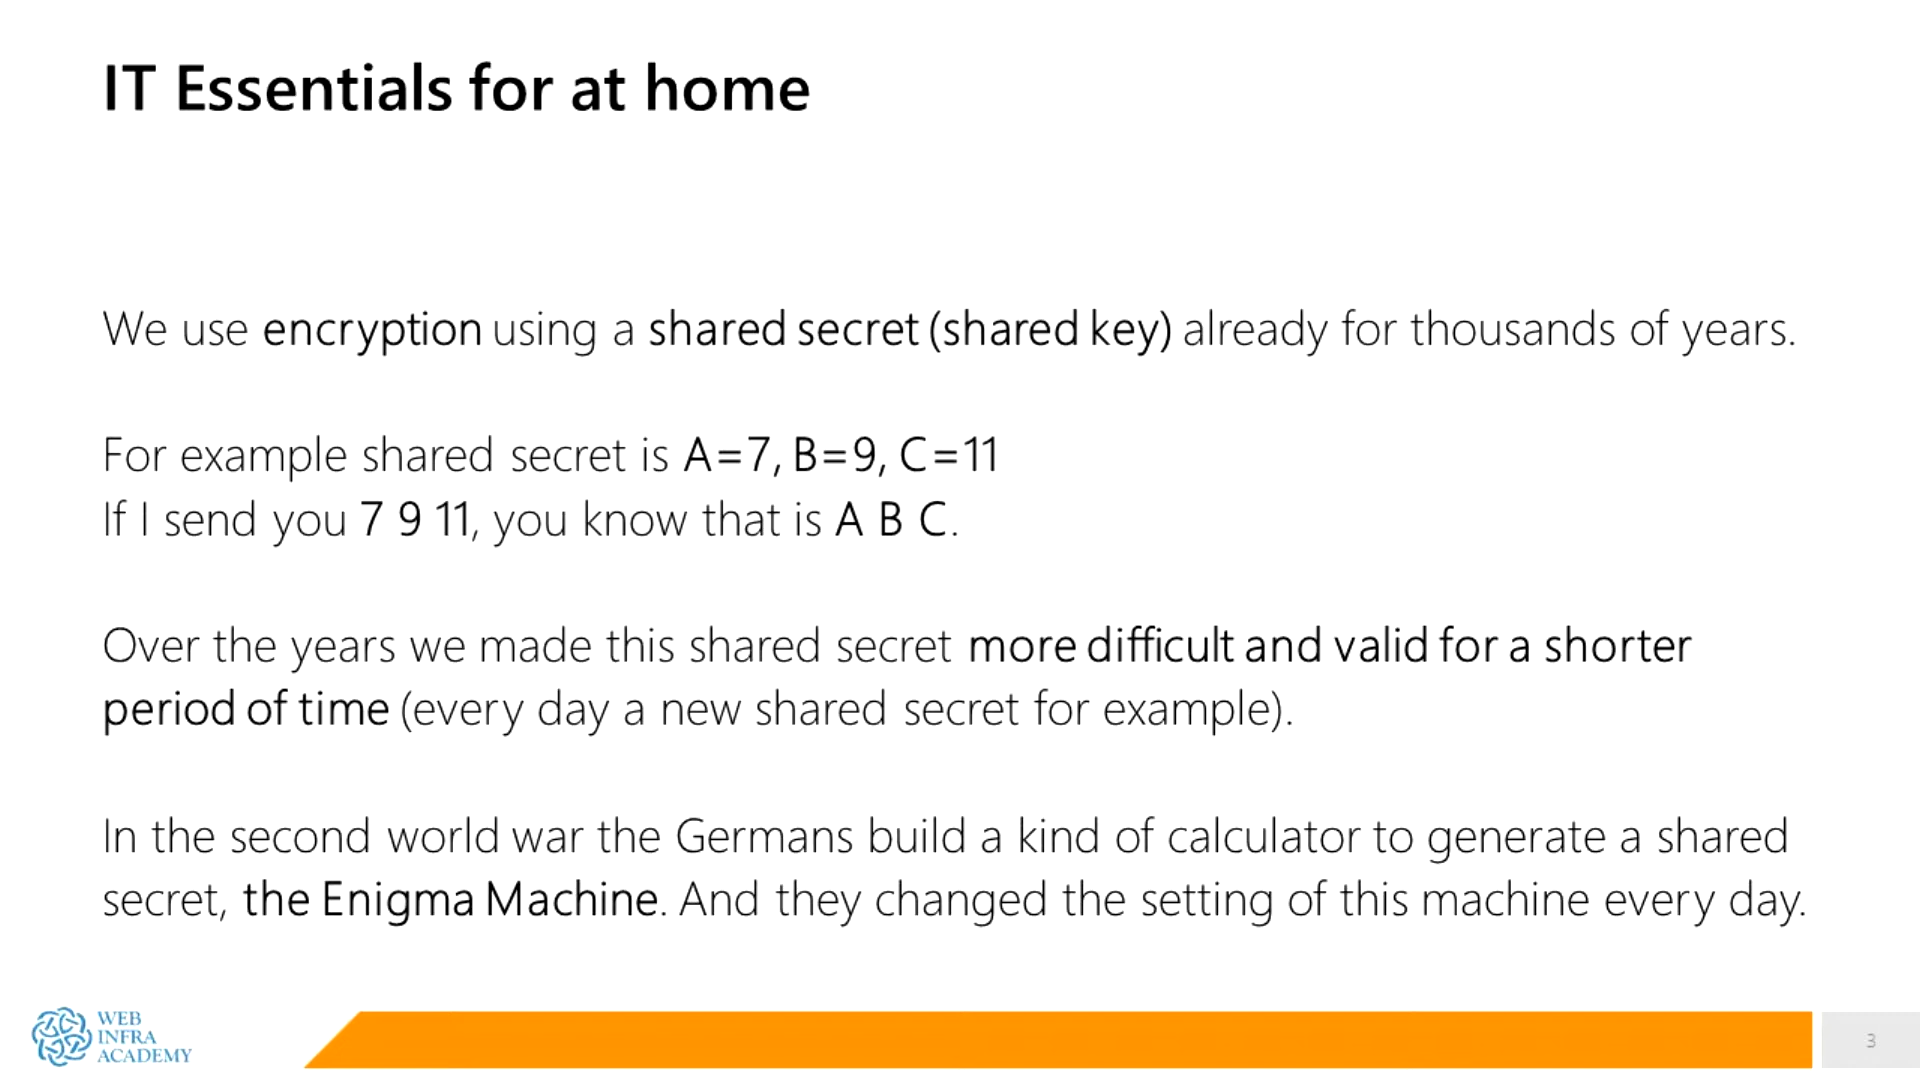 IT Essentials for at home
We use encryption using a shared secret (shared key) already for thousands of years.
For example shared secret is A=7, B=9, C=11
If I send you 7 9 11, you know that is A B C.
Over the years we made this shared secret more difficult and valid for a shorter
period of time (every day a new shared secret for example).
In the second world war the Germans build a kind of calculator to generate a shared
secret, the Enigma Machine. And they changed the setting of this machine every day.
WEB
INFRA
ACADEMY
3